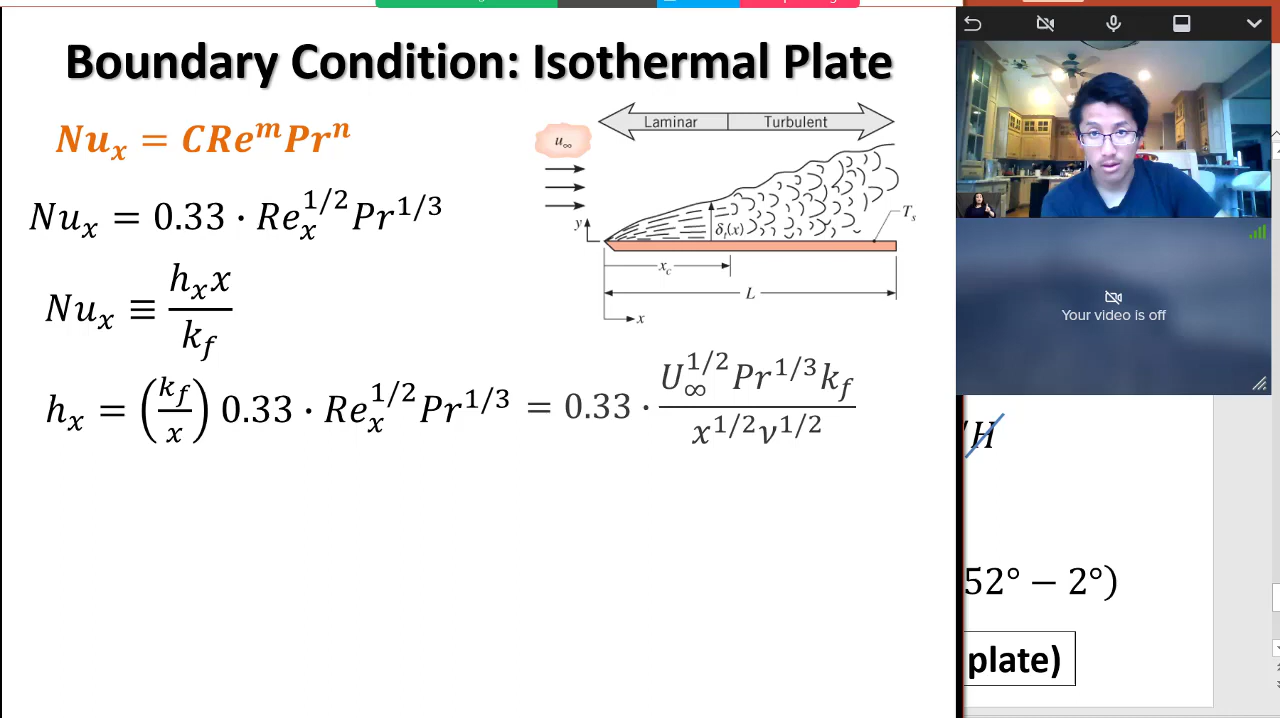 Boundary Condition: Isothermal Plate
Nu_x = CRe^m Pr^n
Nu_x = 0.33 · Re_x^{1/2} Pr^{1/3}
Nu_x ≡ h_x x / k_f
h_x = (k_f / x) 0.33 · Re_x^{1/2} Pr^{1/3} = 0.33 · U_∞^{1/2} Pr^{1/3} k_f / x^{1/2} ν^{1/2}
Laminar
Turbulent
u_∞
y
δ_t(x)
T_s
x_c
L
x
Your video is off
H
52° − 2°)
plate)